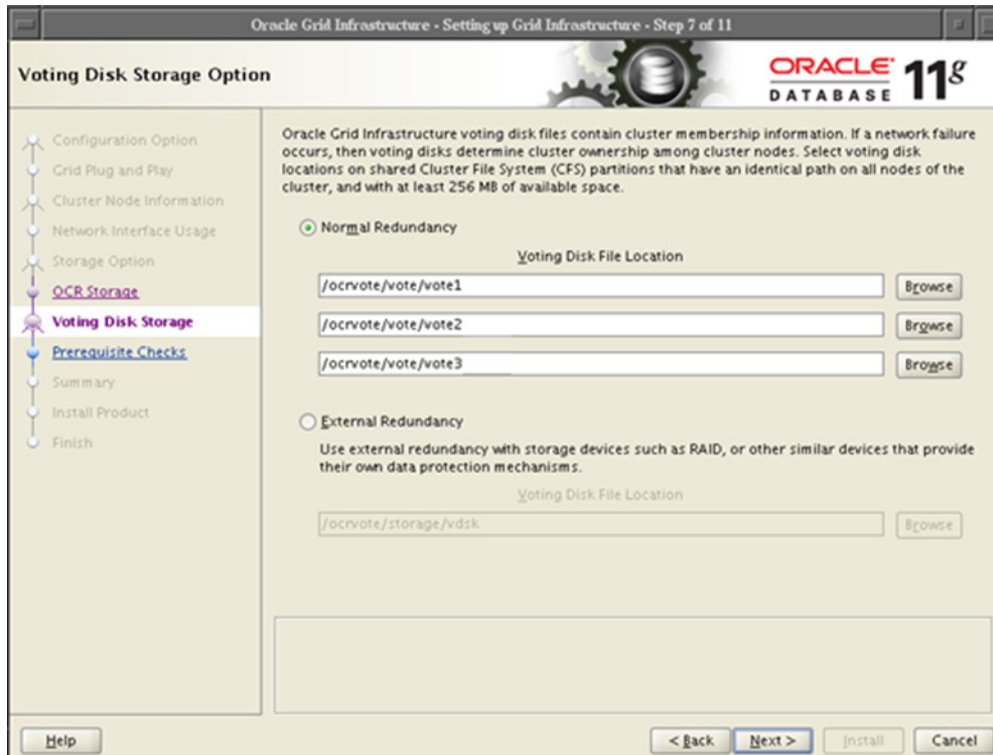 Oracle Grid Infrastructure - Setting up Grid Infrastructure - Step 7 of 11
Voting Disk Storage Option
ORACLE
DATABASE
11g
Configuration Option
Grid Plug and Play
Cluster Node Information
Network Interface Usage
Storage Option
OCR Storage
Voting Disk Storage
Prerequisite Checks
Summary
Install Product
Finish
Oracle Grid Infrastructure voting disk files contain cluster membership information. If a network failure
occurs, then voting disks determine cluster ownership among cluster nodes. Select voting disk
locations on shared Cluster File System (CFS) partitions that have an identical path on all nodes of the
cluster, and with at least 256 MB of available space.
Normal Redundancy
Voting Disk File Location
/ocrvote/vote/vote1
Browse
/ocrvote/vote/vote2
Browse
/ocrvote/vote/vote3
Browse
External Redundancy
Use external redundancy with storage devices such as RAID, or other similar devices that provide
their own data protection mechanisms.
Voting Disk File Location
/ocrvote/storage/vdsk
Browse
Help
< Back
Next >
Install
Cancel